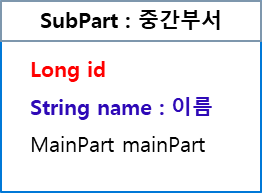 SubPart : 중간부서
Long id
String name : 이름
MainPart mainPart